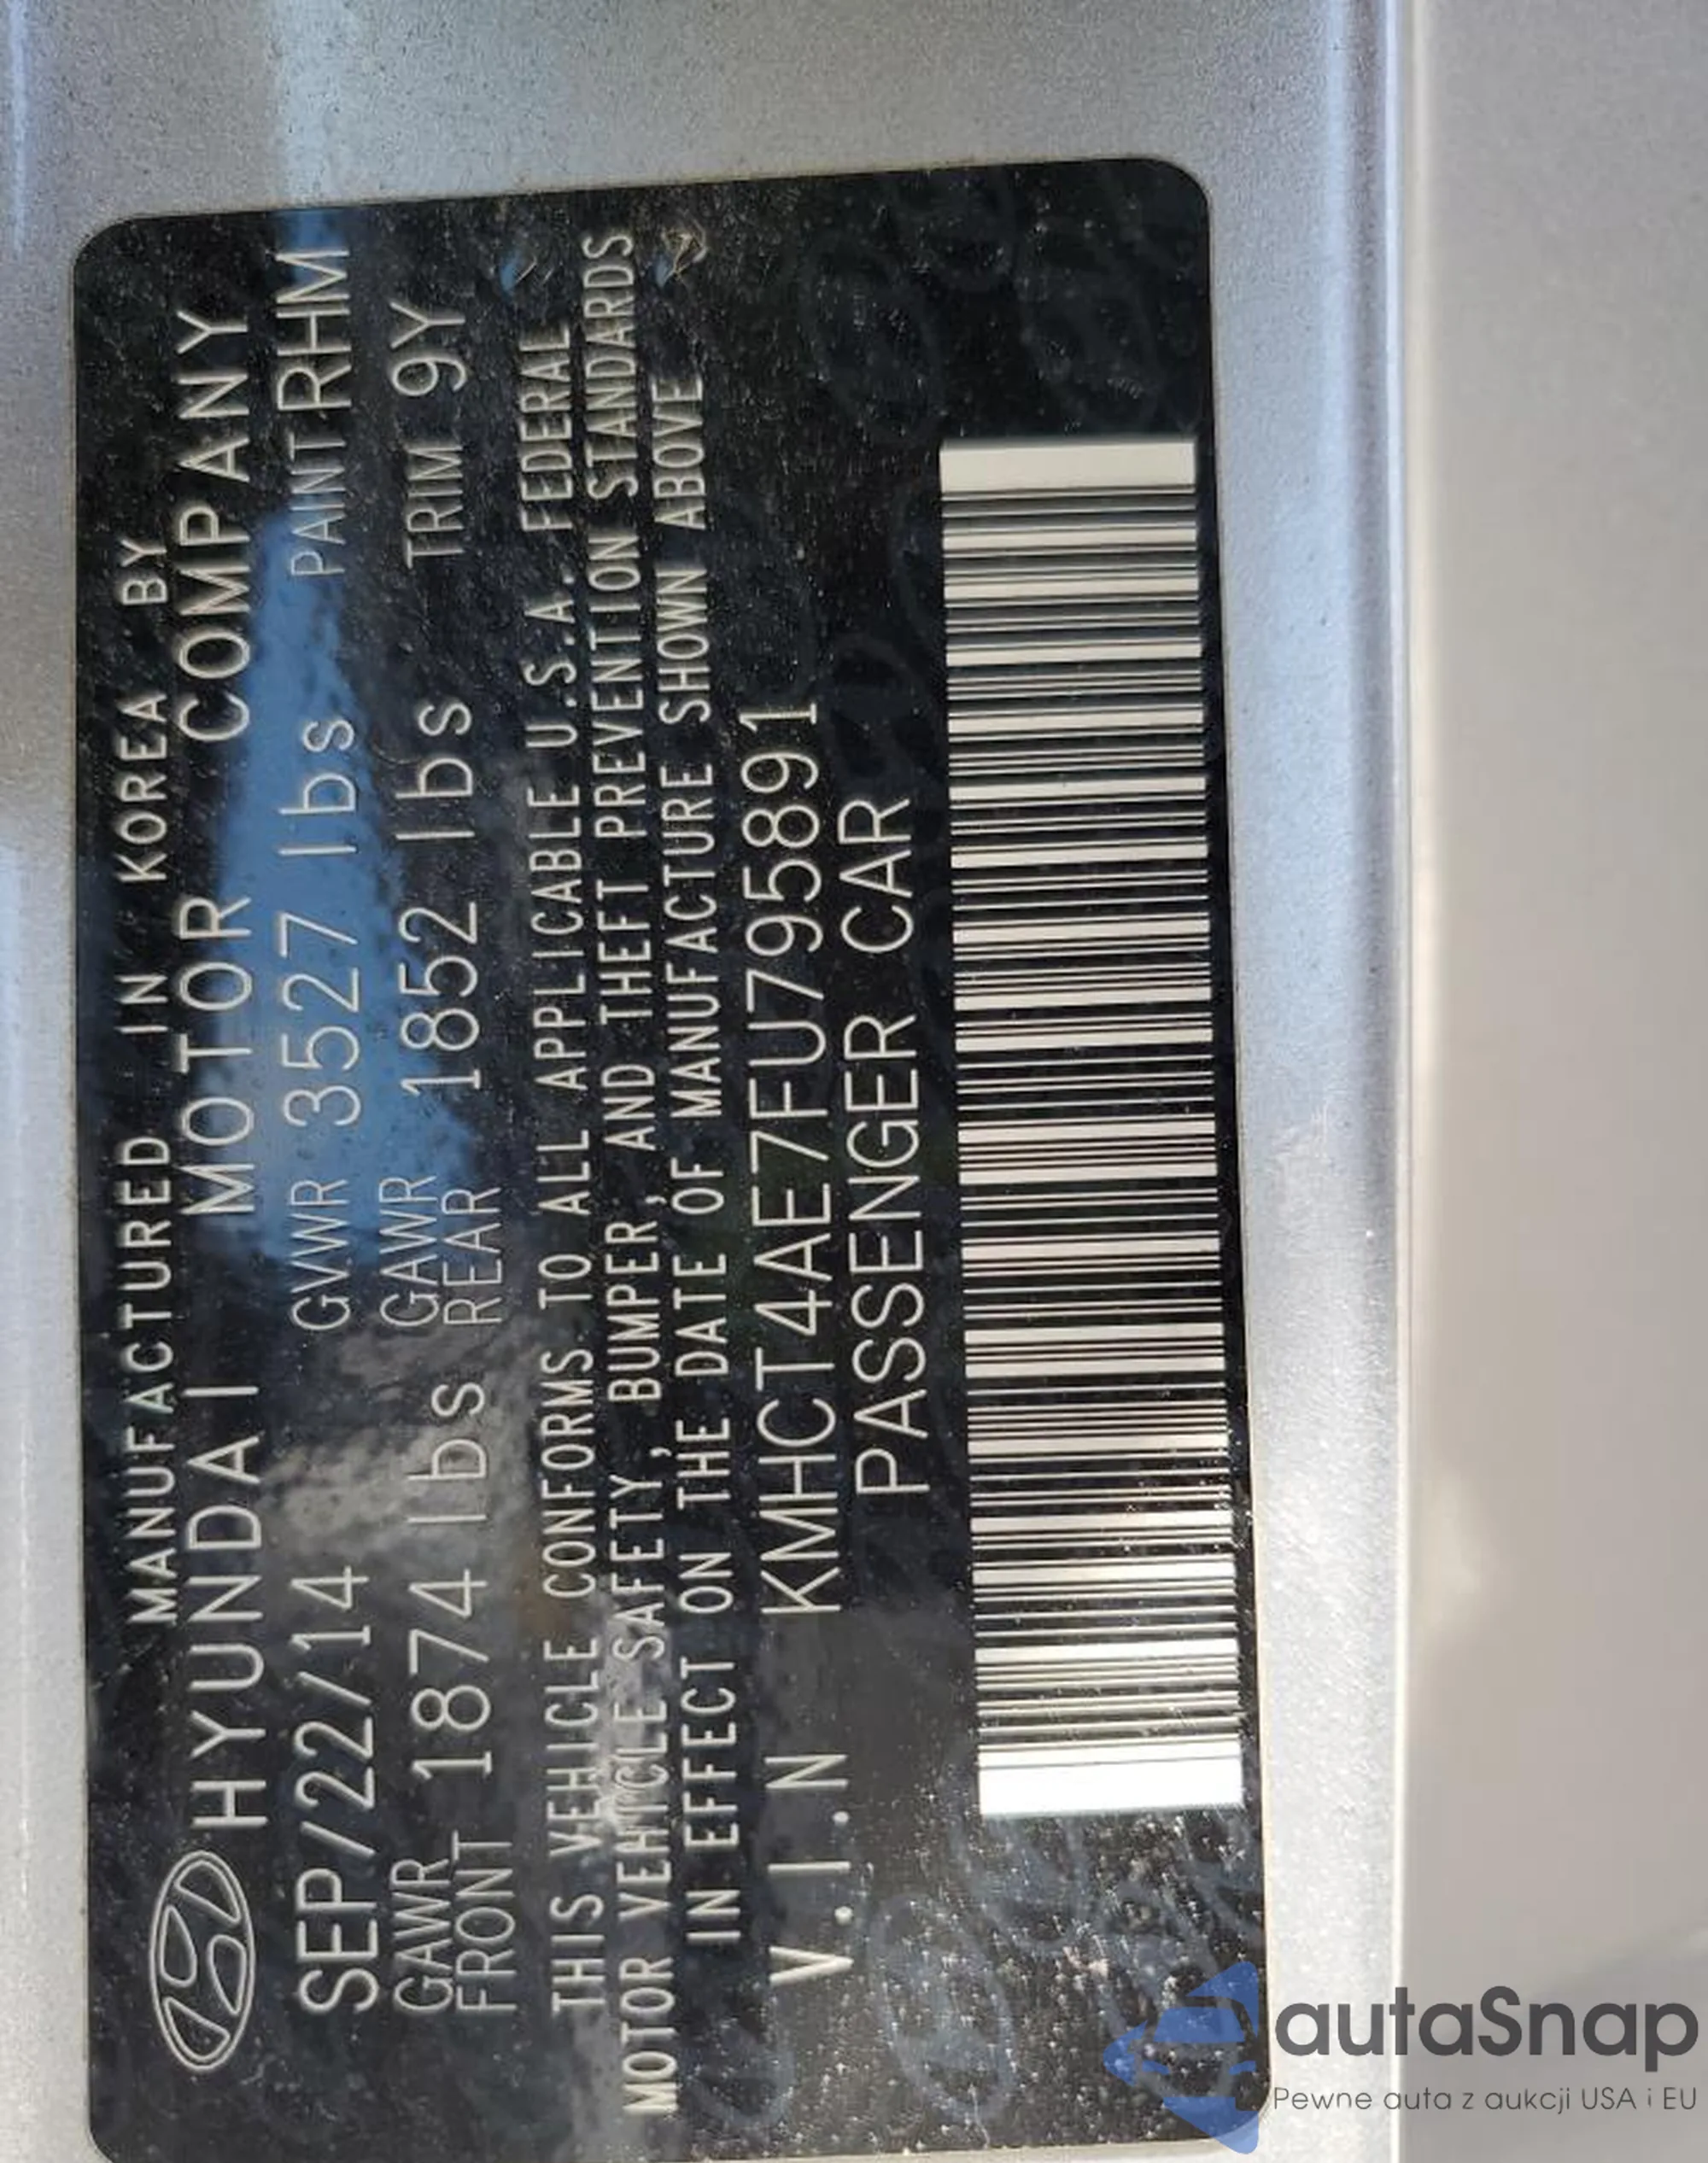 MANUFACTURED IN KOREA BY
HYUNDAI MOTOR COMPANY
SEP/22/14 GVWR 3527 lbs PAINT RHM
GAWR FRONT 1874 lbs GAWR REAR 1852 lbs TRIM 9Y
THIS VEHICLE CONFORMS TO ALL APPLICABLE U.S.A. FEDERAL
MOTOR VEHICLE SAFETY, BUMPER, AND THEFT PREVENTION STANDARDS
IN EFFECT ON THE DATE OF MANUFACTURE SHOWN ABOVE
V.I.N KMHCT4AE7FU795891
PASSENGER CAR
autaSnap
Pewne auta z aukcji USA i EU